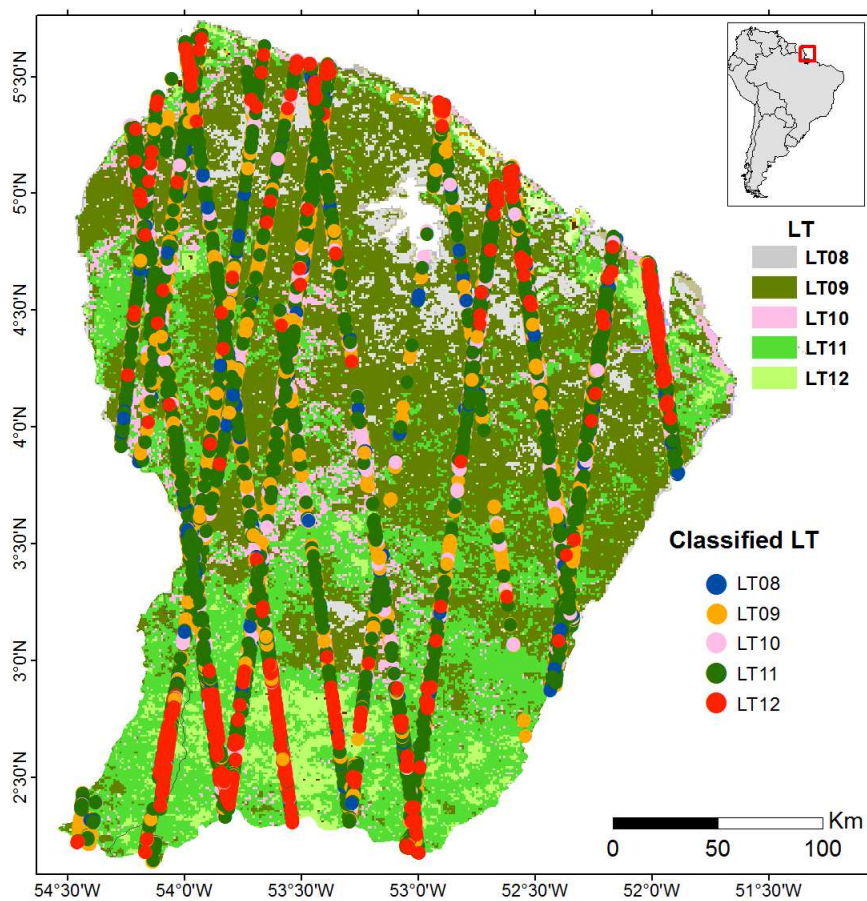 LT
LT08
LT09
LT10
LT11
LT12
Classified LT
LT08
LT09
LT10
LT11
LT12
Km
0 50 100
5°30'N
5°0'N
4°30'N
4°0'N
3°30'N
3°0'N
2°30'N
54°30'W 54°0'W 53°30'W 53°0'W 52°30'W 52°0'W 51°30'W